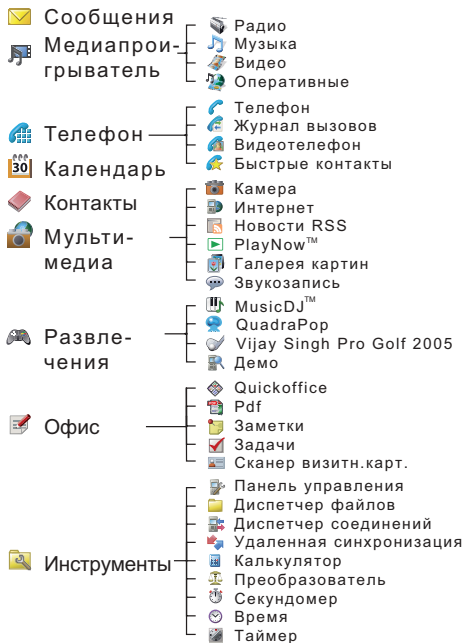 Сообщения
Медиапрои-
грыватель
Радио
Музыка
Видео
Оперативные
Телефон
Телефон
Журнал вызовов
Видеотелефон
Быстрые контакты
Календарь
30
Контакты
Мульти-
медиа
Камера
Интернет
Новости RSS
PlayNow™
Галерея картин
Звукозапись
Развле-
чения
MusicDJ™
QuadraPop
Vijay Singh Pro Golf 2005
Демо
Офис
Quickoffice
Pdf
Заметки
Задачи
Сканер визитн.карт.
Инструменты
Панель управления
Диспетчер файлов
Диспетчер соединений
Удаленная синхронизация
Калькулятор
Преобразователь
Секундомер
Время
Таймер